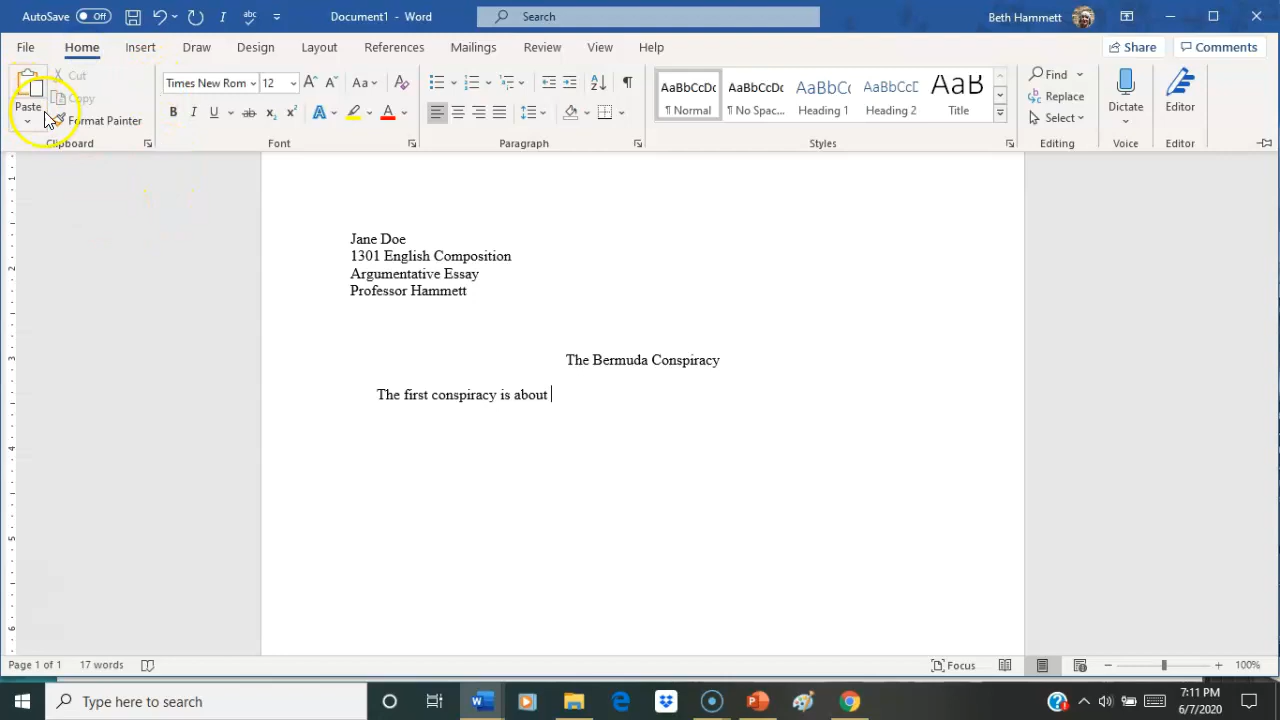 AutoSave Off Document1 - Word Search Beth Hammett
File Home Insert Draw Design Layout References Mailings Review View Help Share Comments
Paste Cut Copy Format Painter
Clipboard
Times New Rom 12
Font
Paragraph
AaBbCcDc AaBbCcDc AaBbCc AaBbCcD AaB
¶ Normal ¶ No Spac... Heading 1 Heading 2 Title
Styles
Find
Replace
Select
Editing
Dictate
Voice
Editor
Editor
Jane Doe
1301 English Composition
Argumentative Essay
Professor Hammett
The Bermuda Conspiracy
The first conspiracy is about
Page 1 of 1 17 words Focus 100%
Type here to search
7:11 PM
6/7/2020